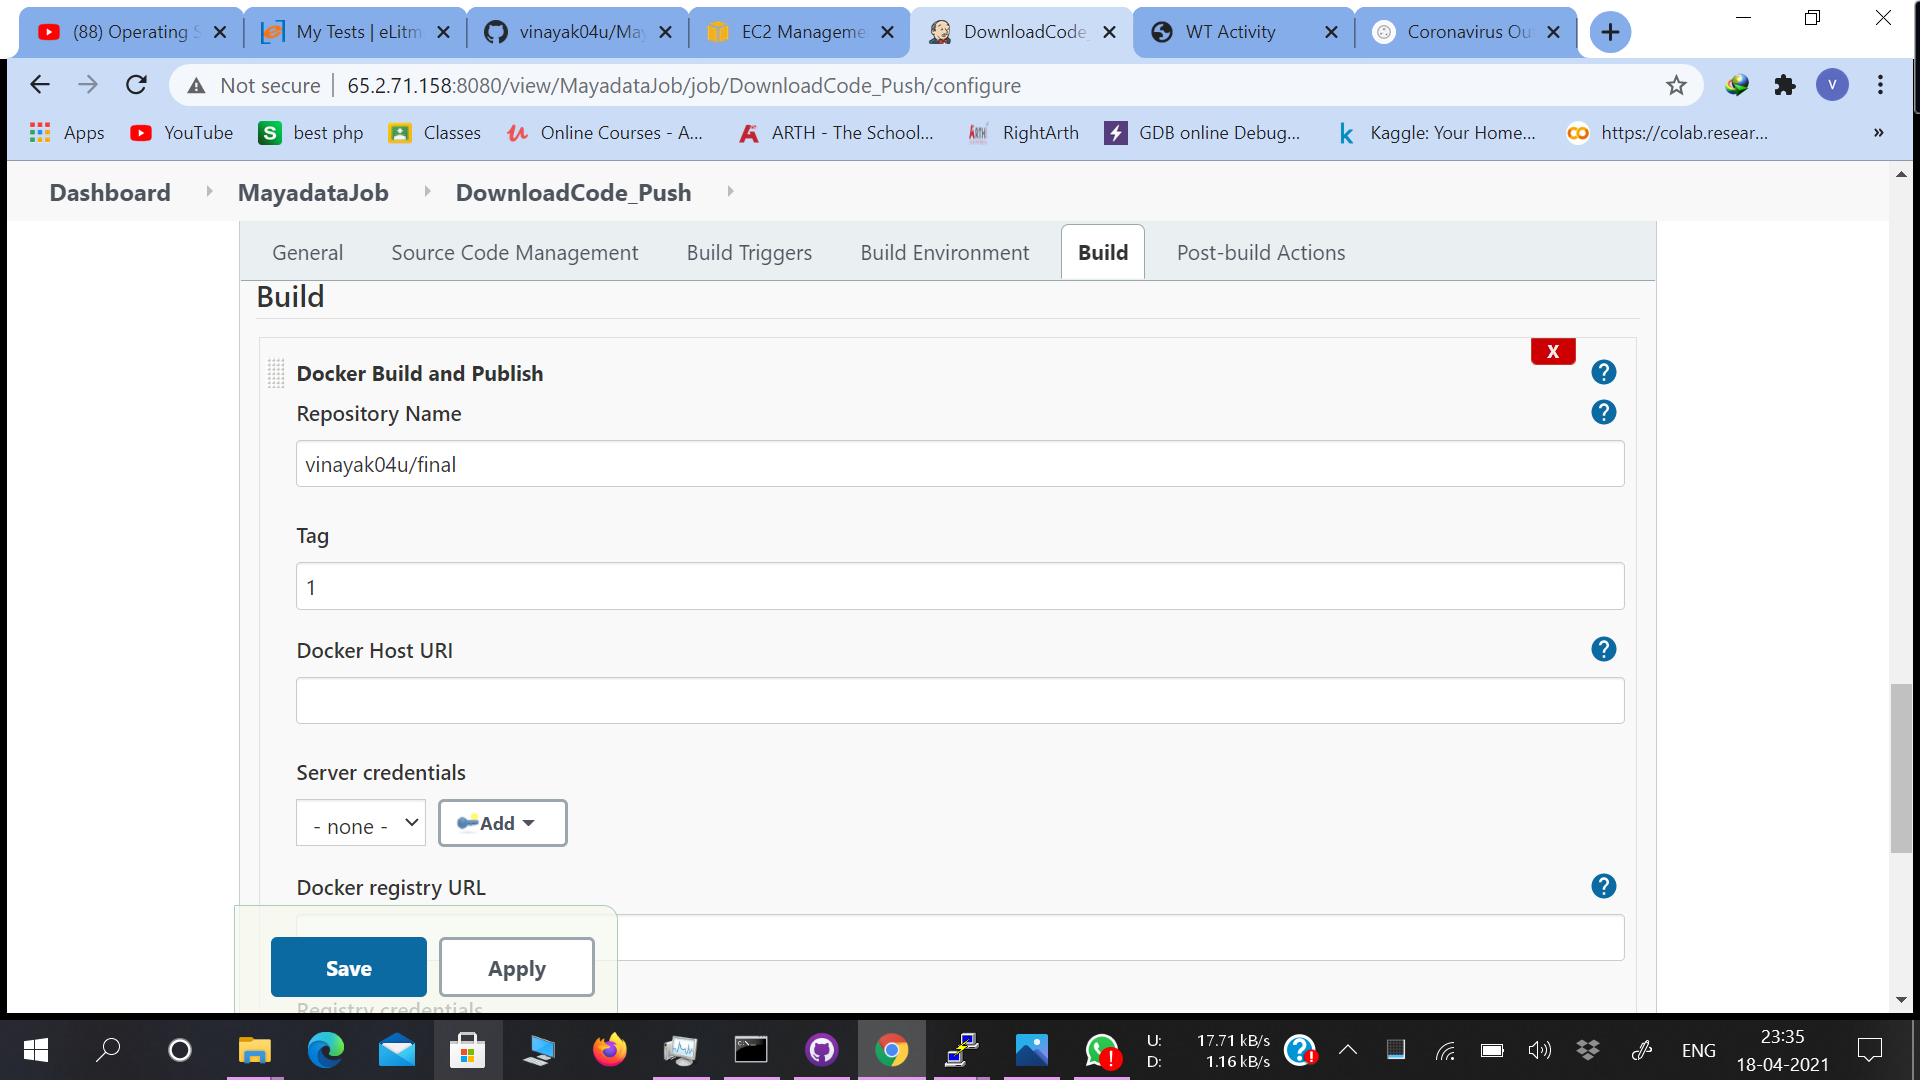 (88) Operating S
My Tests | eLitm
vinayak04u/May
EC2 Manageme
DownloadCode_
WT Activity
Coronavirus Ou
Not secure | 65.2.71.158:8080/view/MayadataJob/job/DownloadCode_Push/configure
V
Apps
YouTube
best php
Classes
Online Courses - A...
ARTH - The School...
RightArth
GDB online Debug...
Kaggle: Your Home...
https://colab.resear...
»
Dashboard
MayadataJob
DownloadCode_Push
General
Source Code Management
Build Triggers
Build Environment
Build
Post-build Actions
Build
X
Docker Build and Publish
?
Repository Name
?
vinayak04u/final
Tag
1
Docker Host URI
?
Server credentials
- none -
Add
Docker registry URL
?
Save
Apply
Registry credentials
U: 17.71 kB/s
D: 1.16 kB/s
ENG
23:35
18-04-2021